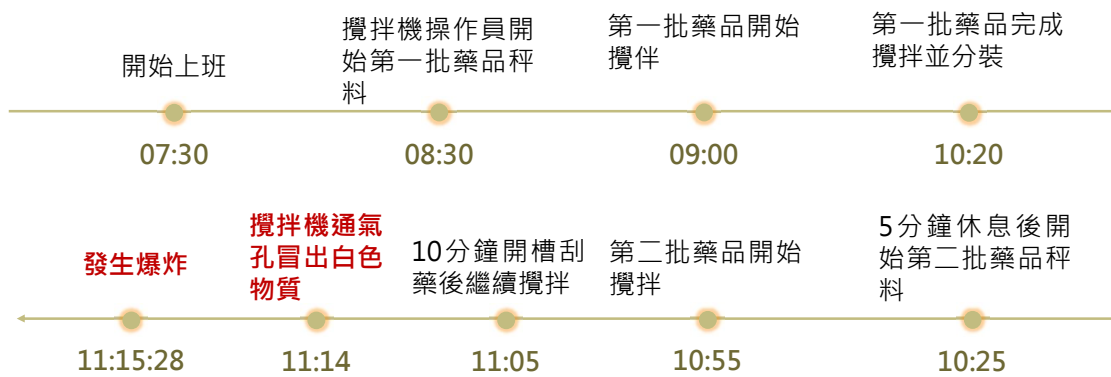 開始上班
攪拌機操作員開
始第一批藥品秤
料
第一批藥品開始
攪伴
第一批藥品完成
攪拌並分裝
07:30
08:30
09:00
10:20
發生爆炸
攪拌機通氣
孔冒出白色
物質
10分鐘開槽刮
藥後繼續攪拌
第二批藥品開始
攪拌
5分鐘休息後開
始第二批藥品秤
料
11:15:28
11:14
11:05
10:55
10:25